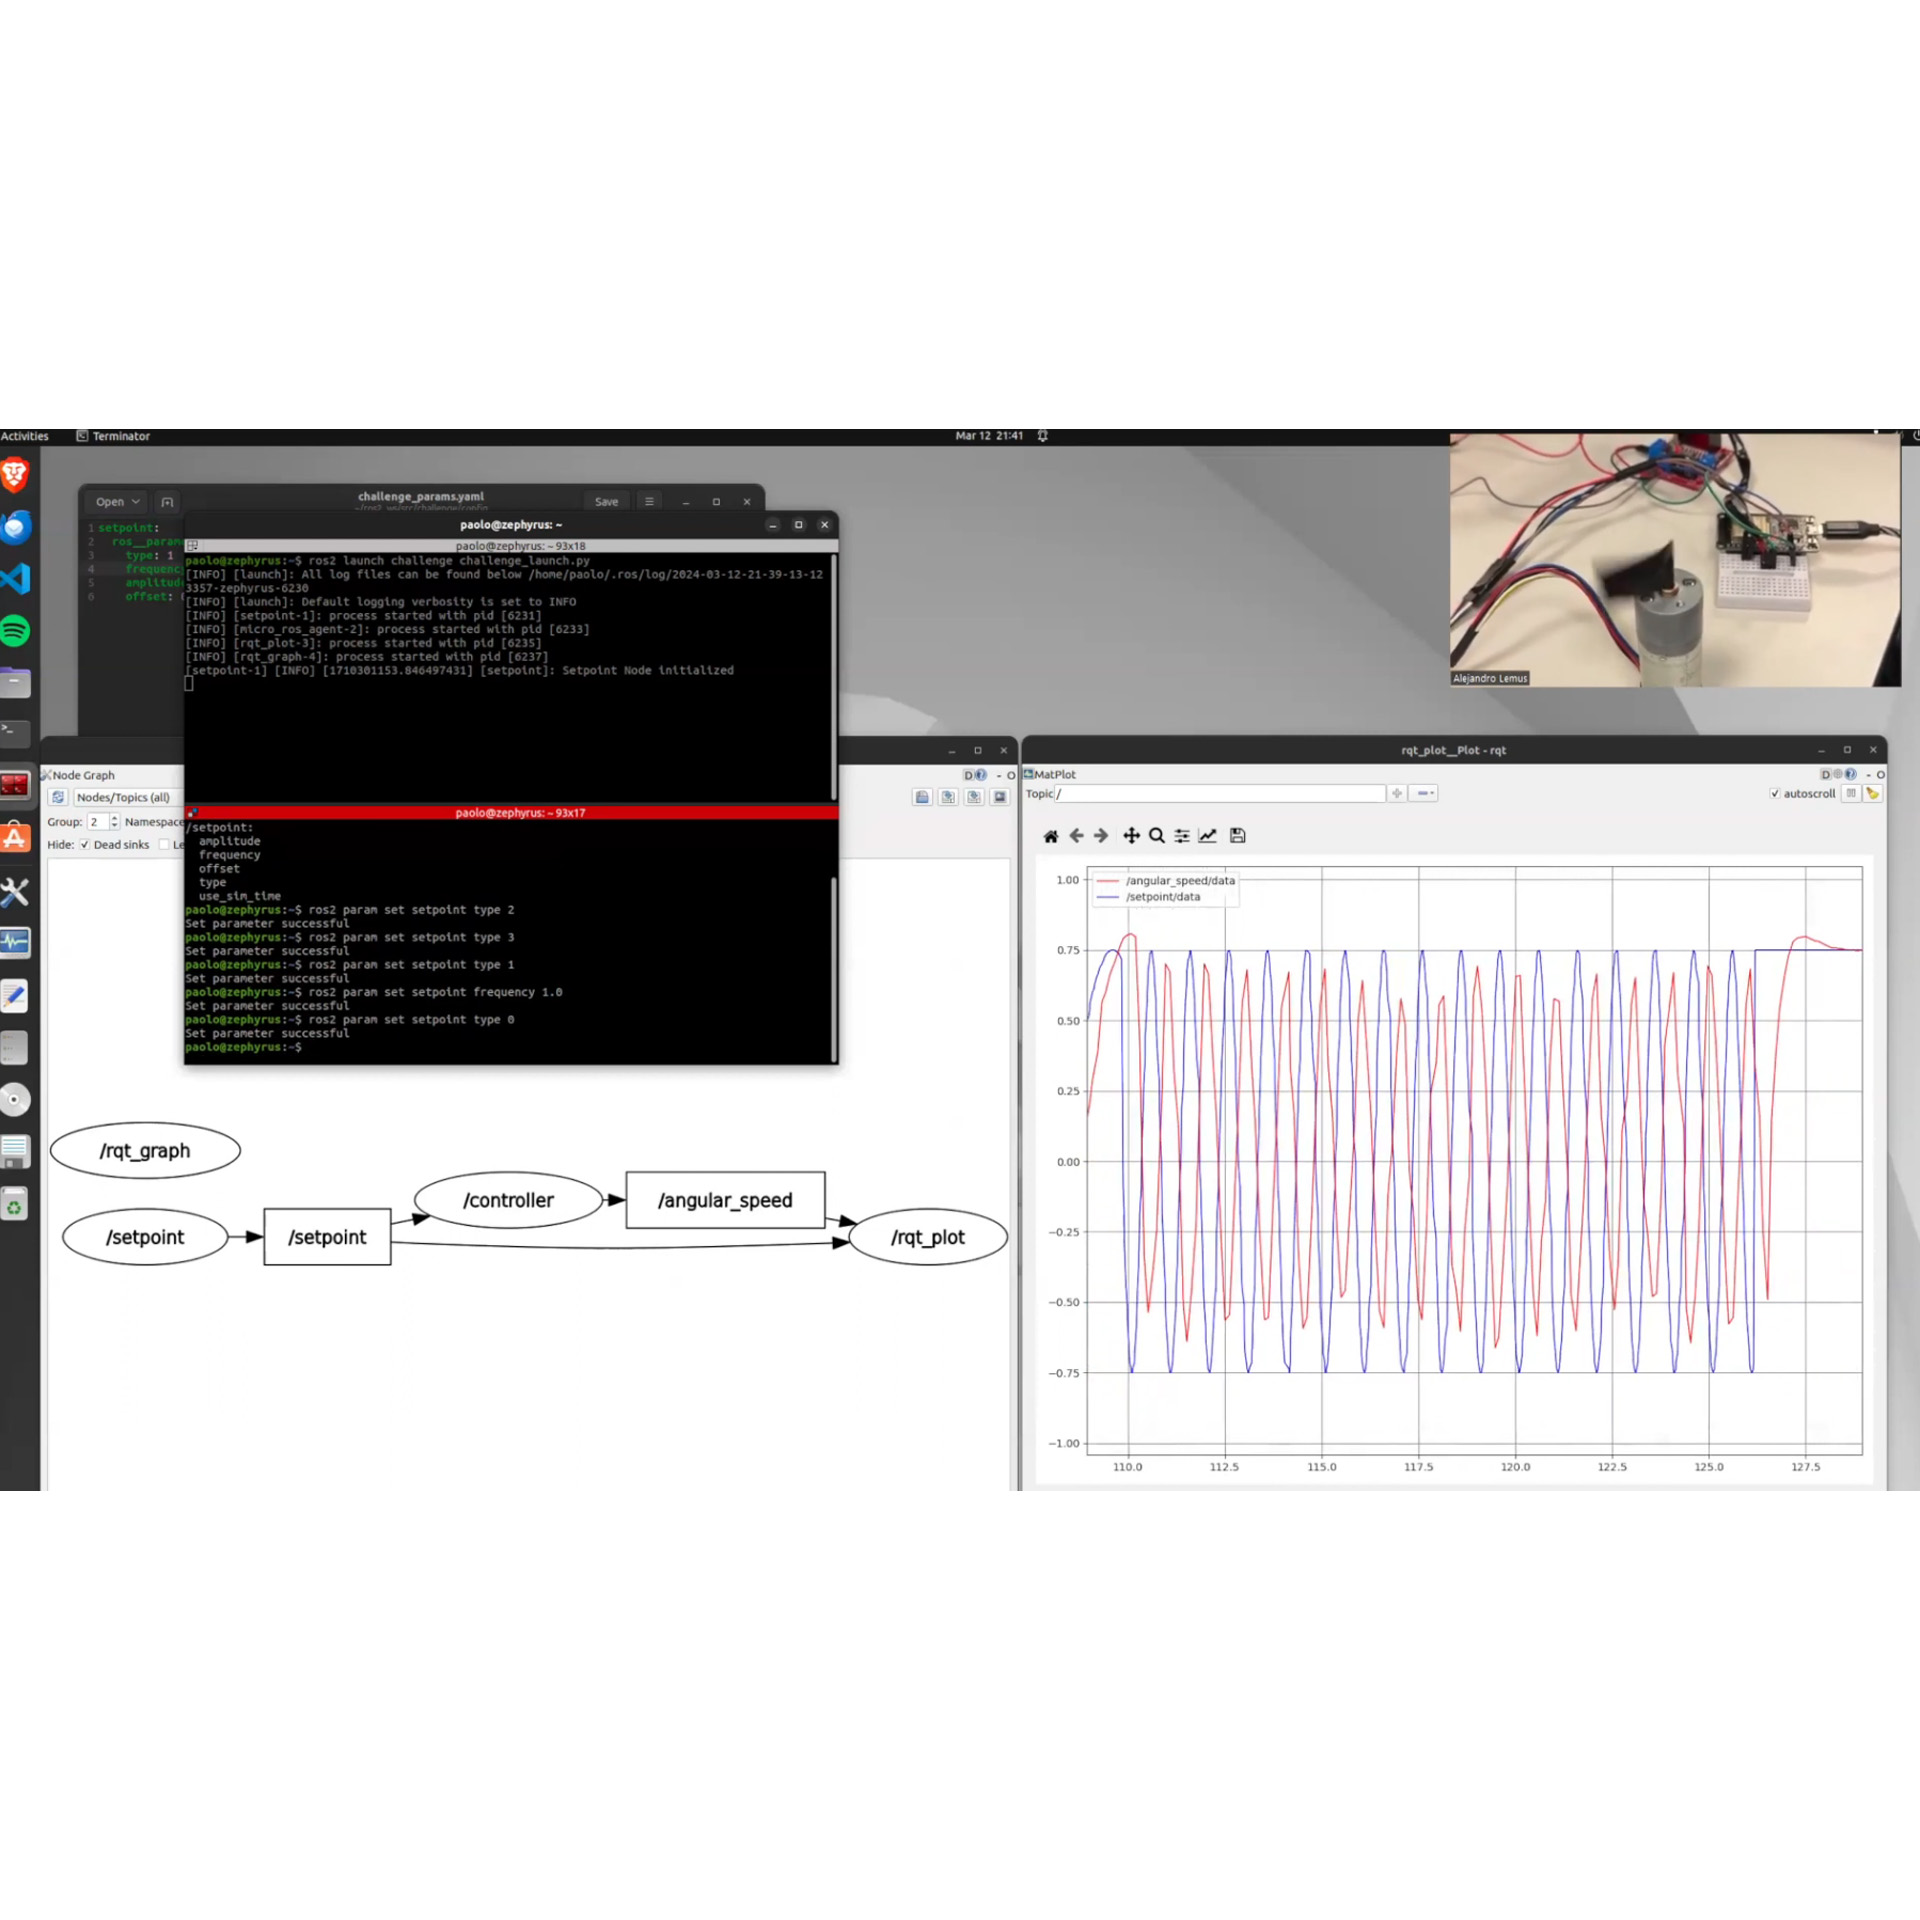 Activities Terminator Mar 12 21:41
Open challenge_params.yaml Save
1 setpoint:
2 ros__param
3 type: 1
4 frequenc
5 amplitud
6 offset:
paolo@zephyrus: ~
paolo@zephyrus: ~ 93x18
paolo@zephyrus:~$ ros2 launch challenge challenge_launch.py
[INFO] [launch]: All log files can be found below /home/paolo/.ros/log/2024-03-12-21-39-13-12
3357-zephyrus-6230
[INFO] [launch]: Default logging verbosity is set to INFO
[INFO] [setpoint-1]: process started with pid [6231]
[INFO] [micro_ros_agent-2]: process started with pid [6233]
[INFO] [rqt_plot-3]: process started with pid [6235]
[INFO] [rqt_graph-4]: process started with pid [6237]
[setpoint-1] [INFO] [1710301153.846497431] [setpoint]: Setpoint Node initialized
paolo@zephyrus: ~ 93x17
/setpoint:
amplitude
frequency
offset
type
use_sim_time
paolo@zephyrus:~$ ros2 param set setpoint type 2
Set parameter successful
paolo@zephyrus:~$ ros2 param set setpoint type 3
Set parameter successful
paolo@zephyrus:~$ ros2 param set setpoint type 1
Set parameter successful
paolo@zephyrus:~$ ros2 param set setpoint frequency 1.0
Set parameter successful
paolo@zephyrus:~$ ros2 param set setpoint type 0
Set parameter successful
paolo@zephyrus:~$
Alejandro Lemus
Node Graph
Nodes/Topics (all)
Group: 2 Namespace
Hide: Dead sinks Le
/rqt_graph
/setpoint
/setpoint
/controller
/angular_speed
/rqt_plot
rqt_plot__Plot - rqt
MatPlot
Topic /
autoscroll
/angular_speed/data
/setpoint/data
1.00
0.75
0.50
0.25
0.00
−0.25
−0.50
−0.75
−1.00
110.0 112.5 115.0 117.5 120.0 122.5 125.0 127.5